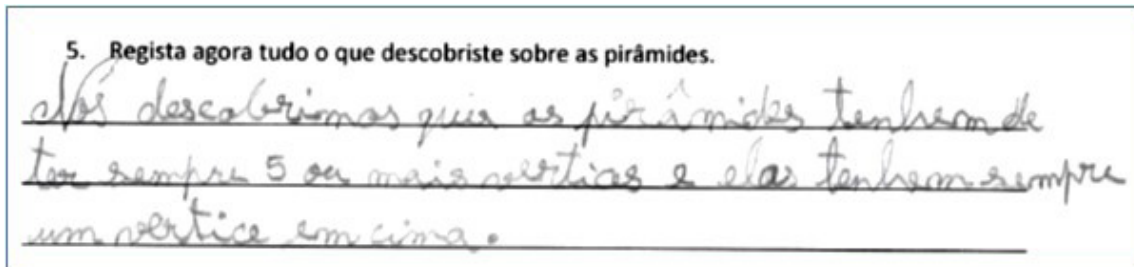 5. Regista agora tudo o que descobriste sobre as pirâmides.
Nós descobrimos que as pirâmides tenhem de
ter sempre 5 ou mais vertices e elas tenhem sempre
um vertice em cima.